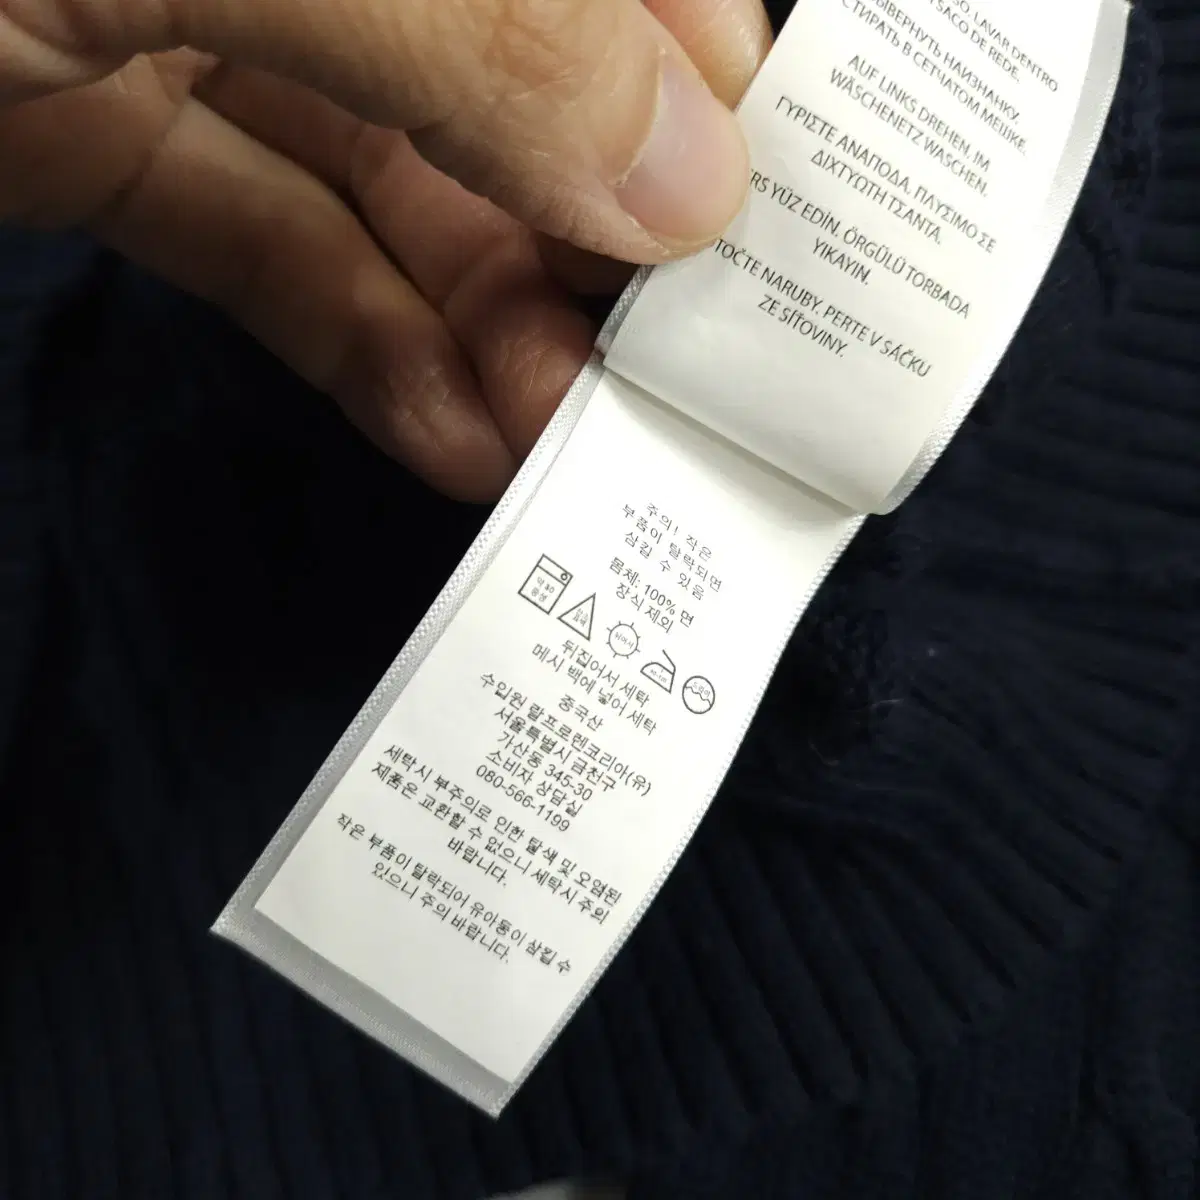 SO, LAVAR DENTRO
SACO DE REDE.
ВЫВЕРНУТЬ НАИЗНАНКУ.
СТИРАТЬ В СЕТЧАТОМ МЕШКЕ.
AUF LINKS DREHEN, IM
WÄSCHENETZ WASCHEN.
ΓΥΡΙΣΤΕ ΑΝΑΠΟΔΑ. ΠΛΥΣΙΜΟ ΣΕ
ΔΙΧΤΥΩΤΗ ΤΣΑΝΤΑ.
ERS YÜZ EDİN. ÖRGÜLÜ TORBADA
YIKAYIN.
TOČTE NARUBY. PERTE V SÁČKU
ZE SÍŤOVINY.
주의! 작은
부품이 탈락되면
삼킬 수 있음
몸체: 100% 면
장식 제외
뒤집어서 세탁
메시 백에 넣어 세탁
중국산
수입원 랄프로렌코리아(유)
서울특별시 금천구
가산동 345-30
소비자 상담실
080-566-1199
세탁시 부주의로 인한 탈색 및 오염된
제품은 교환할 수 없으니 세탁시 주의
바랍니다.
작은 부품이 탈락되어 유아동이 삼킬 수
있으니 주의 바랍니다.